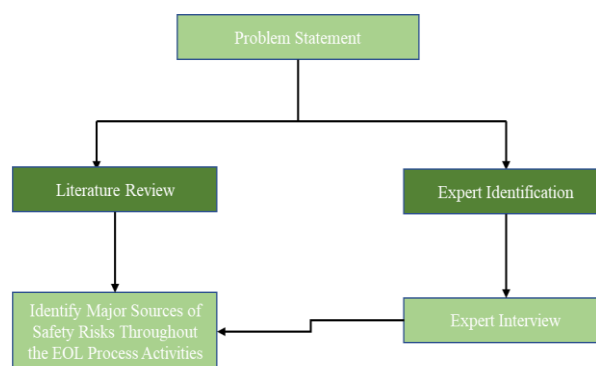 Problem Statement
Literature Review
Expert Identification
Identify Major Sources of
Safety Risks Throughout
the EOL Process Activities
Expert Interview